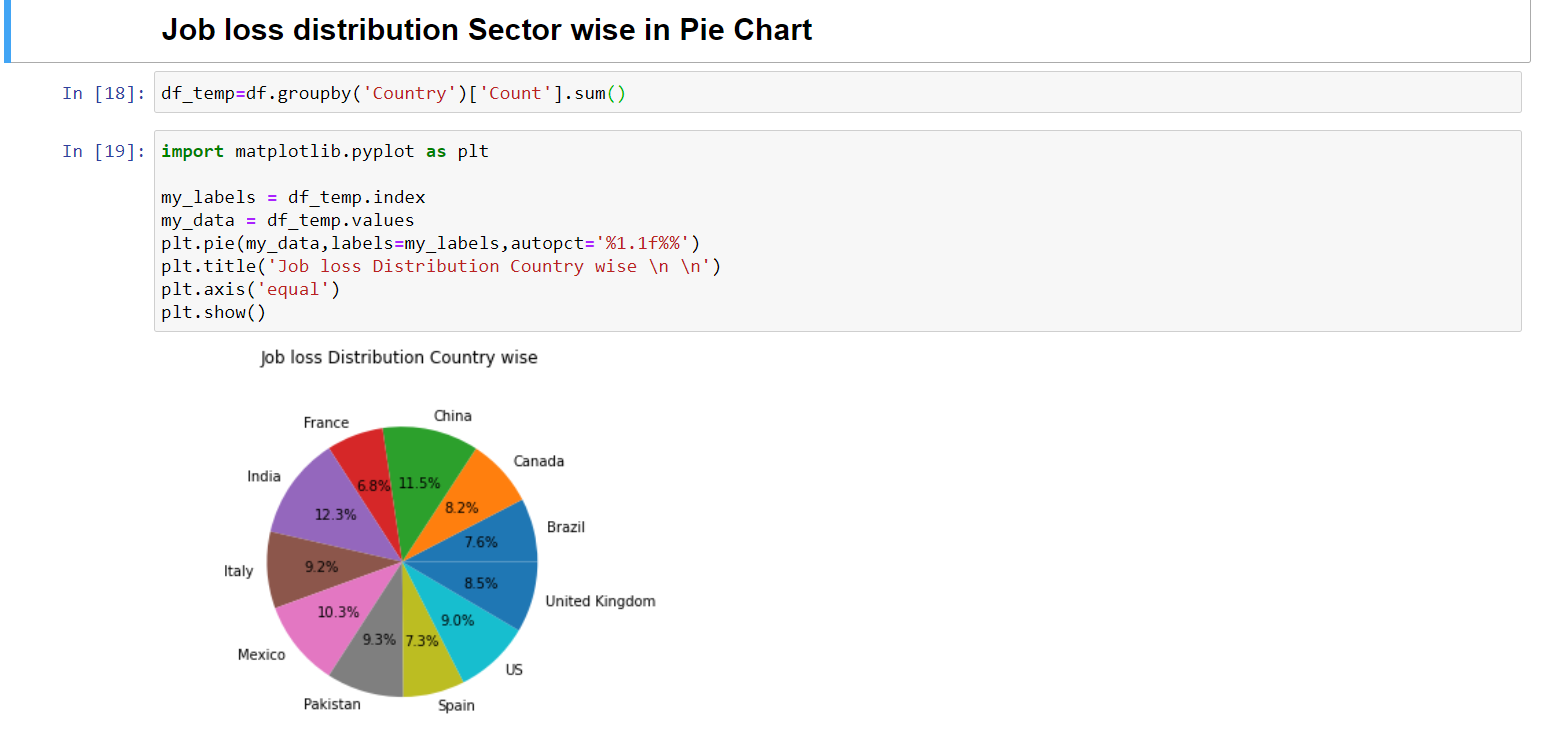 Job loss distribution Sector wise in Pie Chart
In [18]: df_temp=df.groupby('Country')['Count'].sum()
In [19]: import matplotlib.pyplot as plt
my_labels = df_temp.index
my_data = df_temp.values
plt.pie(my_data,labels=my_labels,autopct='%1.1f%%')
plt.title('Job loss Distribution Country wise \n \n')
plt.axis('equal')
plt.show()
Job loss Distribution Country wise
China
France
Canada
India
6.8% 11.5%
8.2%
12.3%
Brazil
7.6%
9.2%
Italy
8.5%
United Kingdom
10.3%
9.0%
9.3% 7.3%
Mexico
US
Pakistan
Spain